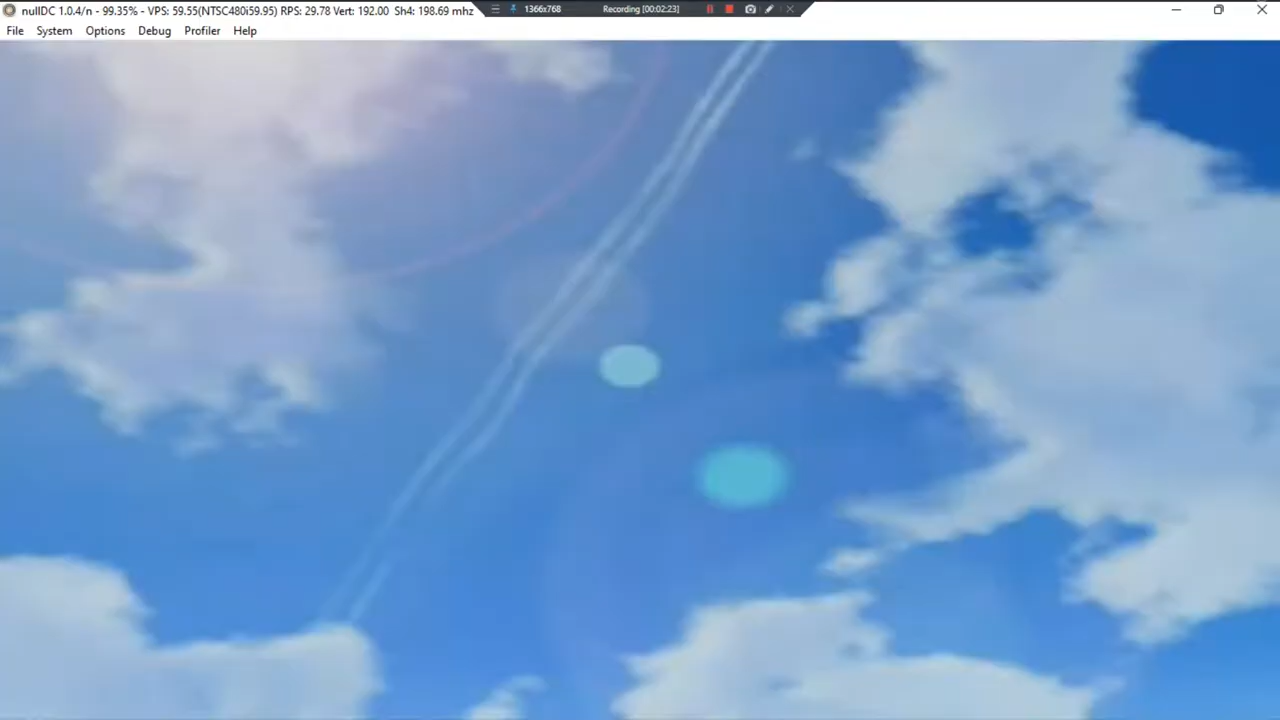 nullDC 1.0.4/n - 99.35% - VPS: 59.55(NTSC480i59.95) RPS: 29.78 Vert: 192.00 Sh4: 198.69 mhz
1366x768
Recording [00:02:23]
File System Options Debug Profiler Help